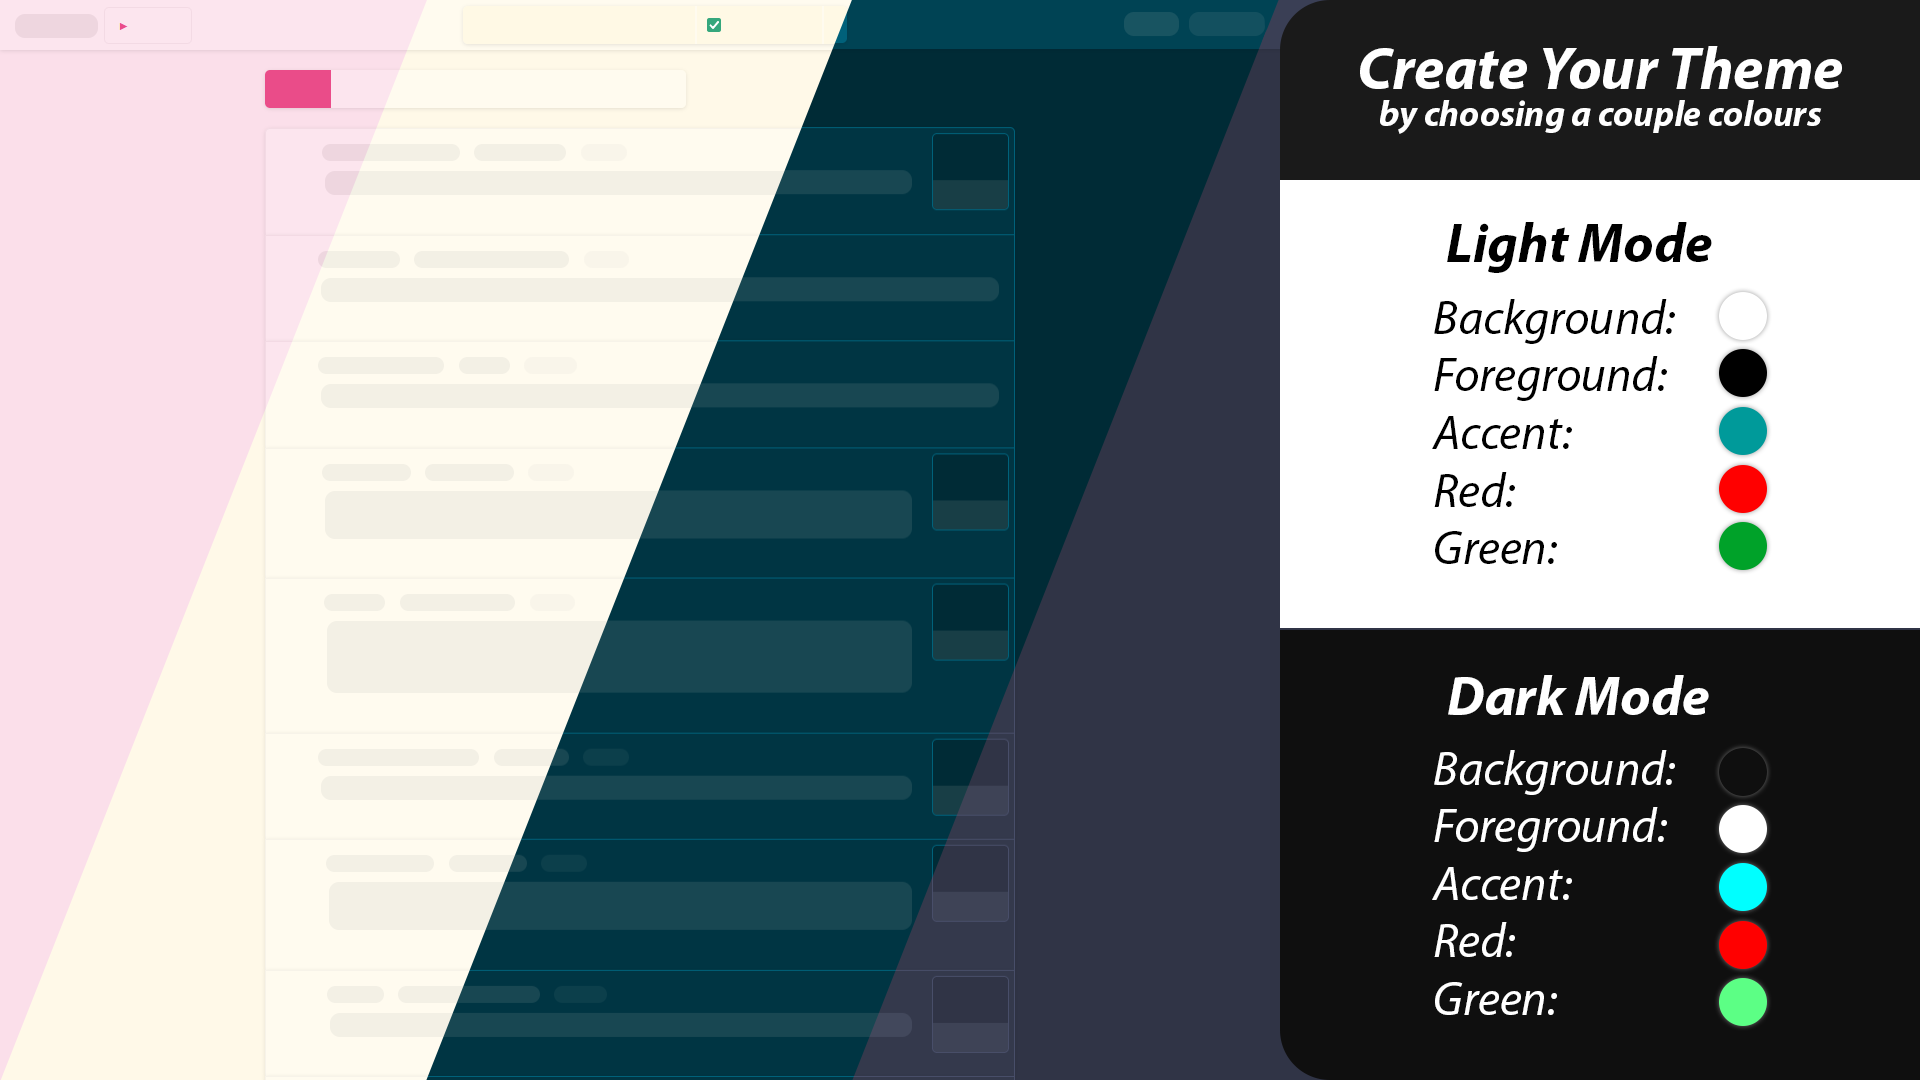 Create Your Theme
by choosing a couple colours
Light Mode
Background:
Foreground:
Accent:
Red:
Green:
Dark Mode
Background:
Foreground:
Accent:
Red:
Green: